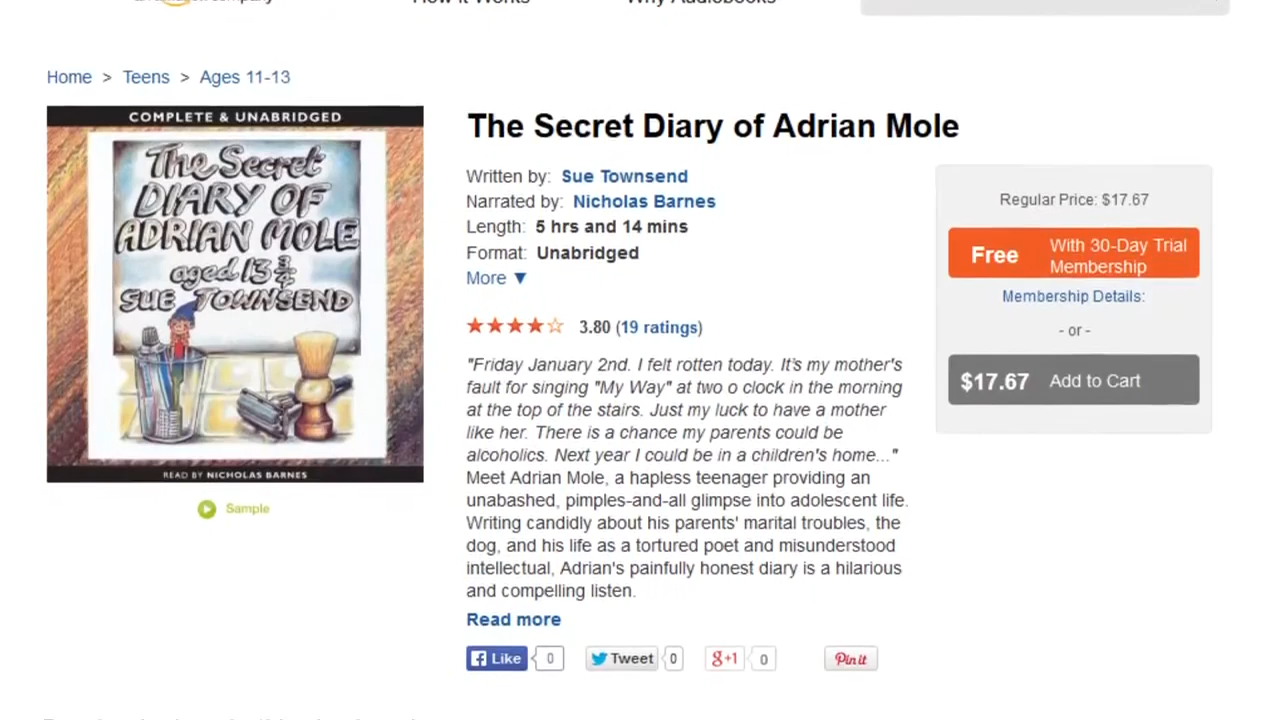 How It Works
Why Audiobooks
Home > Teens > Ages 11-13
COMPLETE & UNABRIDGED
The Secret
DIARY OF
ADRIAN MOLE
aged 13 3/4
SUE TOWNSEND
READ BY NICHOLAS BARNES
Sample
The Secret Diary of Adrian Mole
Written by: Sue Townsend
Narrated by: Nicholas Barnes
Length: 5 hrs and 14 mins
Format: Unabridged
More ▼
3.80 (19 ratings)
"Friday January 2nd. I felt rotten today. It's my mother's
fault for singing "My Way" at two o clock in the morning
at the top of the stairs. Just my luck to have a mother
like her. There is a chance my parents could be
alcoholics. Next year I could be in a children's home..."
Meet Adrian Mole, a hapless teenager providing an
unabashed, pimples-and-all glimpse into adolescent life.
Writing candidly about his parents' marital troubles, the
dog, and his life as a tortured poet and misunderstood
intellectual, Adrian's painfully honest diary is a hilarious
and compelling listen.
Read more
Like 0 Tweet 0 g+1 0 Pin it
Regular Price: $17.67
Free With 30-Day Trial
Membership
Membership Details:
- or -
$17.67 Add to Cart